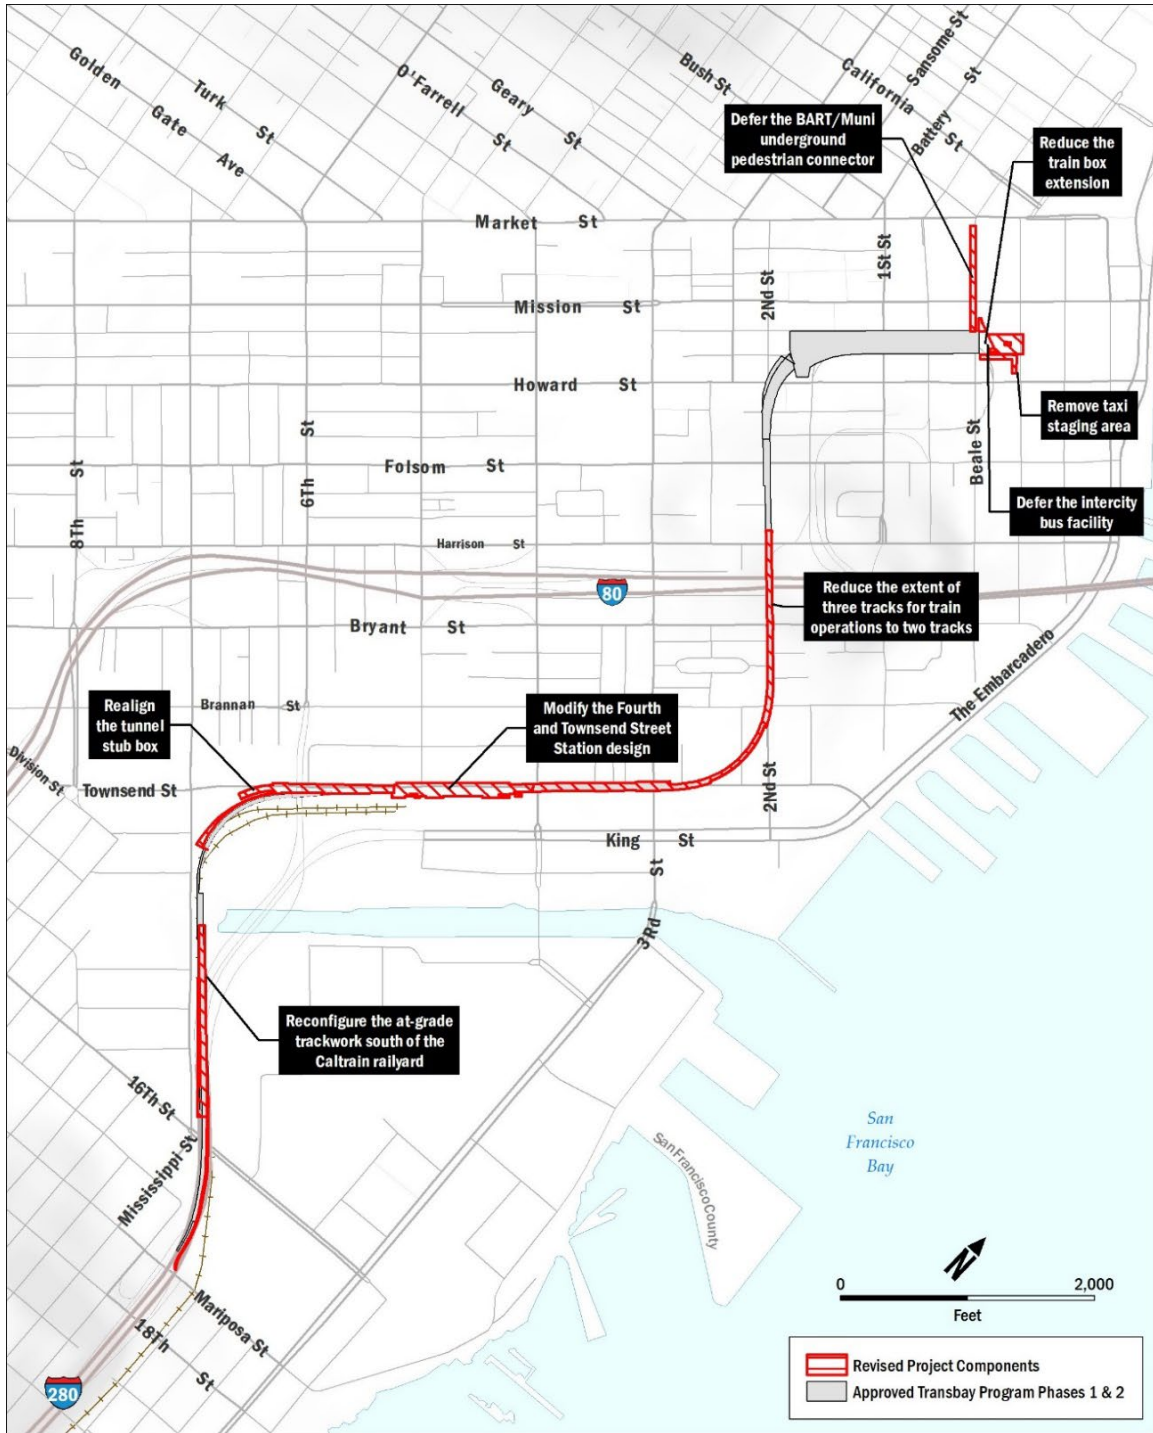 Golden Gate Ave
Turk St
O'Farrell St
Geary St
Bush St
California St
Sansome St
Battery St
Defer the BART/Muni
underground
pedestrian connector
Reduce the
train box
extension
Market St
1St St
2Nd St
Mission St
Howard St
Remove taxi
staging area
Beale St
6Th St
8Th St
Folsom St
Defer the intercity
bus facility
Harrison St
80
Reduce the extent of
three tracks for train
operations to two tracks
Bryant St
The Embarcadero
Realign
the tunnel
stub box
Brannan St
Modify the Fourth
and Townsend Street
Station design
Division St
Townsend St
2Nd St
King St
3Rd St
Reconfigure the at-grade
trackwork south of the
Caltrain railyard
16Th St
Mississippi St
San
Francisco
Bay
San Francisco County
N
Mariposa St
18Th St
0 2,000
Feet
280
Revised Project Components
Approved Transbay Program Phases 1 & 2